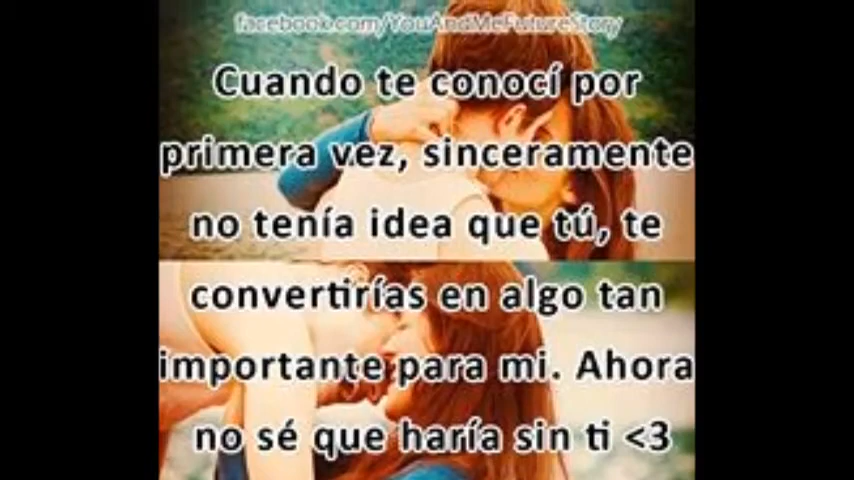 facebook.com/YouAndMeFutureStory
Cuando te conocí por
primera vez, sinceramente
no tenía idea que tú, te
convertirías en algo tan
importante para mi. Ahora
no sé que haría sin ti <3